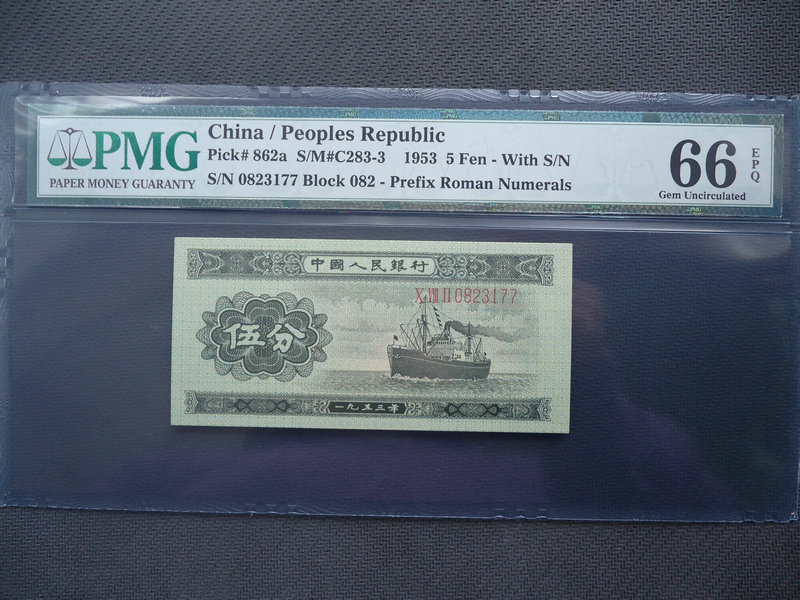 PMG
PAPER MONEY GUARANTY
China / Peoples Republic
Pick# 862a S/M#C283-3 1953 5 Fen - With S/N
S/N 0823177 Block 082 - Prefix Roman Numerals
66
EPQ
Gem Uncirculated
中國人民銀行
X VIII II 0823177
伍分
一九五三年